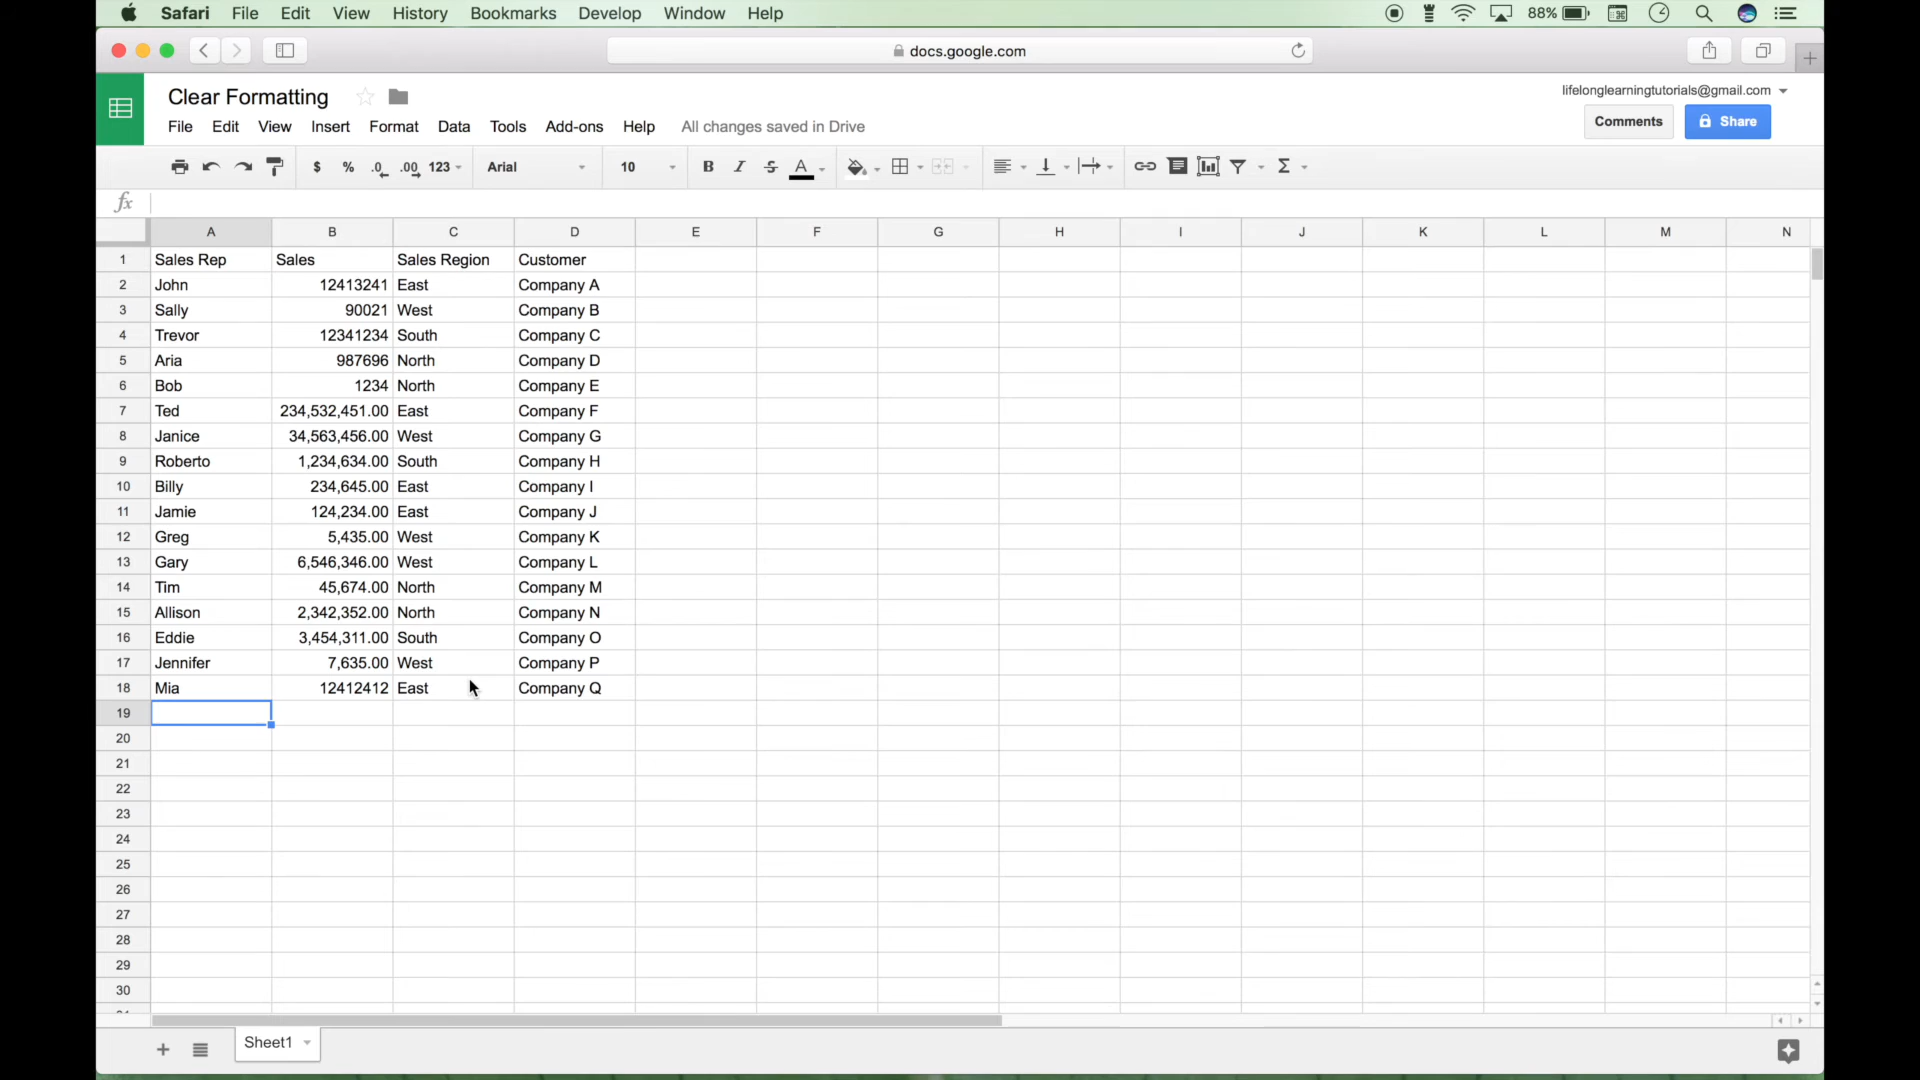 Safari File Edit View History Bookmarks Develop Window Help 88%
docs.google.com
Clear Formatting
lifelonglearningtutorials@gmail.com
File Edit View Insert Format Data Tools Add-ons Help All changes saved in Drive
Comments Share
$ % .0 .00 123 Arial 10 B I S A Σ
fx
A B C D E F G H I J K L M N
1 Sales Rep Sales Sales Region Customer
2 John 12413241 East Company A
3 Sally 90021 West Company B
4 Trevor 12341234 South Company C
5 Aria 987696 North Company D
6 Bob 1234 North Company E
7 Ted 234,532,451.00 East Company F
8 Janice 34,563,456.00 West Company G
9 Roberto 1,234,634.00 South Company H
10 Billy 234,645.00 East Company I
11 Jamie 124,234.00 East Company J
12 Greg 5,435.00 West Company K
13 Gary 6,546,346.00 West Company L
14 Tim 45,674.00 North Company M
15 Allison 2,342,352.00 North Company N
16 Eddie 3,454,311.00 South Company O
17 Jennifer 7,635.00 West Company P
18 Mia 12412412 East Company Q
19
20
21
22
23
24
25
26
27
28
29
30
Sheet1